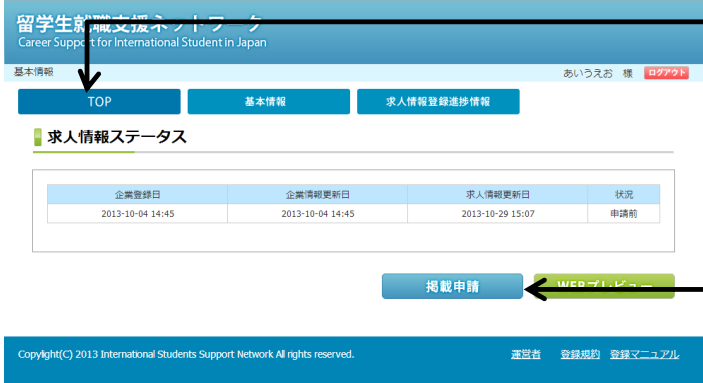 留学生就職支援ネットワーク
Career Support for International Student in Japan
基本情報 あいうえお 様 ログアウト
TOP 基本情報 求人情報登録進捗情報
求人情報ステータス
企業登録日 企業情報更新日 求人情報更新日 状況
2013-10-04 14:45 2013-10-04 14:45 2013-10-29 15:07 申請前
掲載申請 WEBプレビュー
Copylight(C) 2013 International Students Support Network All rights reserved. 運営者 登録規約 登録マニュアル